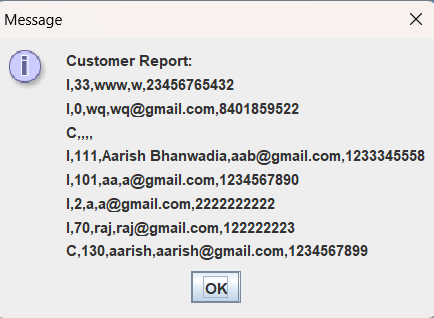 Message
Customer Report:
I,33,www,w,23456765432
I,0,wq,wq@gmail.com,8401859522
C,,,,
I,111,Aarish Bhanwadia,aab@gmail.com,1233345558
I,101,aa,a@gmail.com,1234567890
I,2,a,a@gmail.com,2222222222
I,70,raj,raj@gmail.com,122222223
C,130,aarish,aarish@gmail.com,1234567899
OK